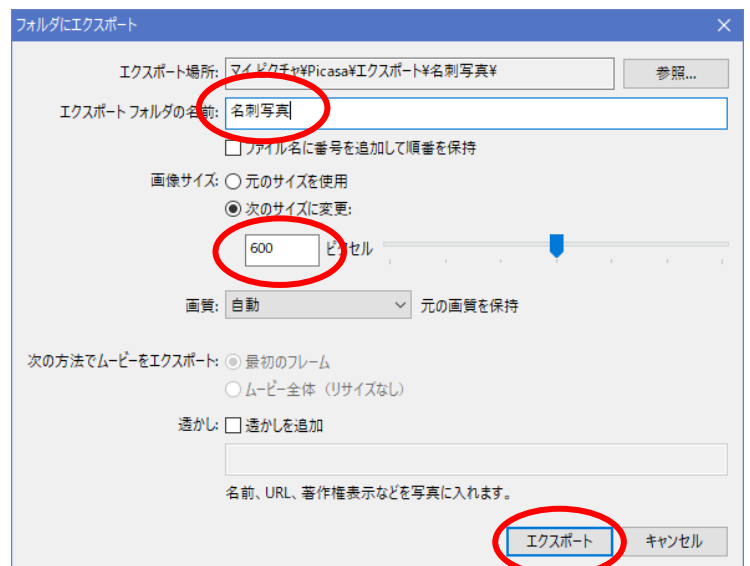 フォルダにエクスポート
エクスポート場所: マイ ピクチャ¥Picasa¥エクスポート¥名刺写真¥ 参照...
エクスポート フォルダの名前: 名刺写真
ファイル名に番号を追加して順番を保持
画像サイズ: 元のサイズを使用
次のサイズに変更:
600 ピクセル
画質: 自動 元の画質を保持
次の方法でムービーをエクスポート: 最初のフレーム
ムービー全体（リサイズなし）
透かし: 透かしを追加
名前、URL、著作権表示などを写真に入れます。
エクスポート キャンセル